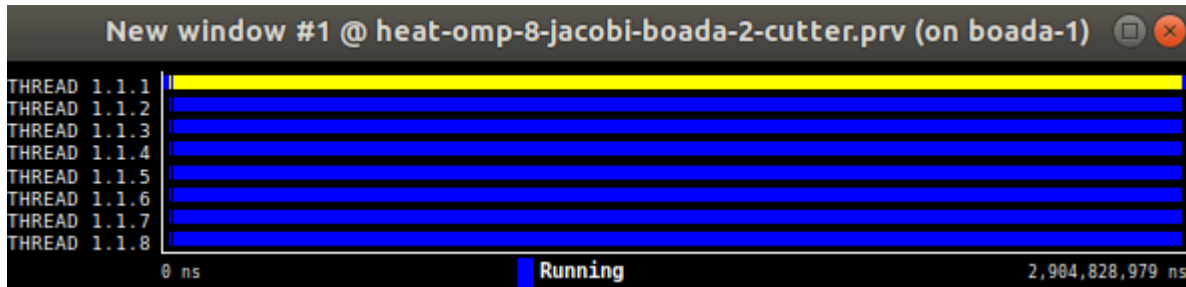 New window #1 @ heat-omp-8-jacobi-boada-2-cutter.prv (on boada-1)
THREAD 1.1.1
THREAD 1.1.2
THREAD 1.1.3
THREAD 1.1.4
THREAD 1.1.5
THREAD 1.1.6
THREAD 1.1.7
THREAD 1.1.8
0 ns Running 2,904,828,979 ns